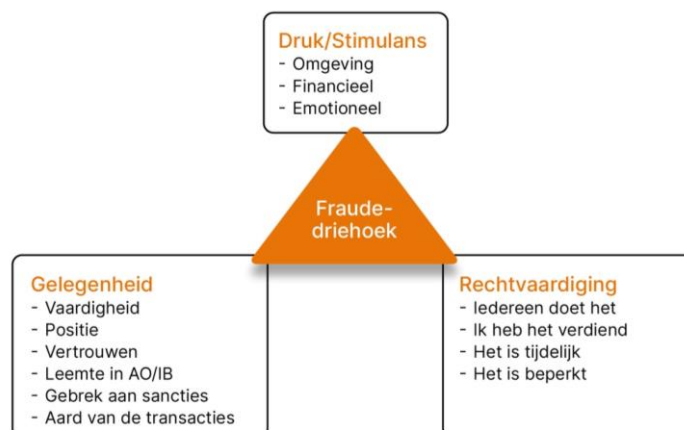 Druk/Stimulans
- Omgeving
- Financieel
- Emotioneel
Fraude-
driehoek
Gelegenheid
- Vaardigheid
- Positie
- Vertrouwen
- Leemte in AO/IB
- Gebrek aan sancties
- Aard van de transacties
Rechtvaardiging
- Iedereen doet het
- Ik heb het verdiend
- Het is tijdelijk
- Het is beperkt